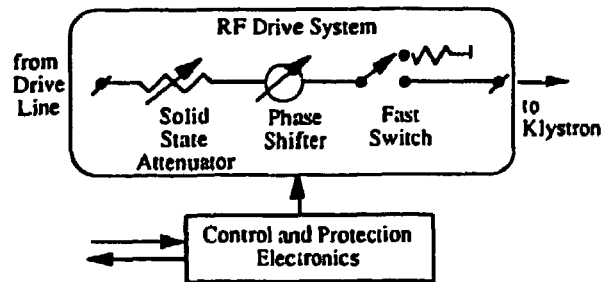 RF Drive System
from
Drive
Line
Solid
State
Attenuator
Phase
Shifter
Fast
Switch
to
Klystron
Control and Protection
Electronics